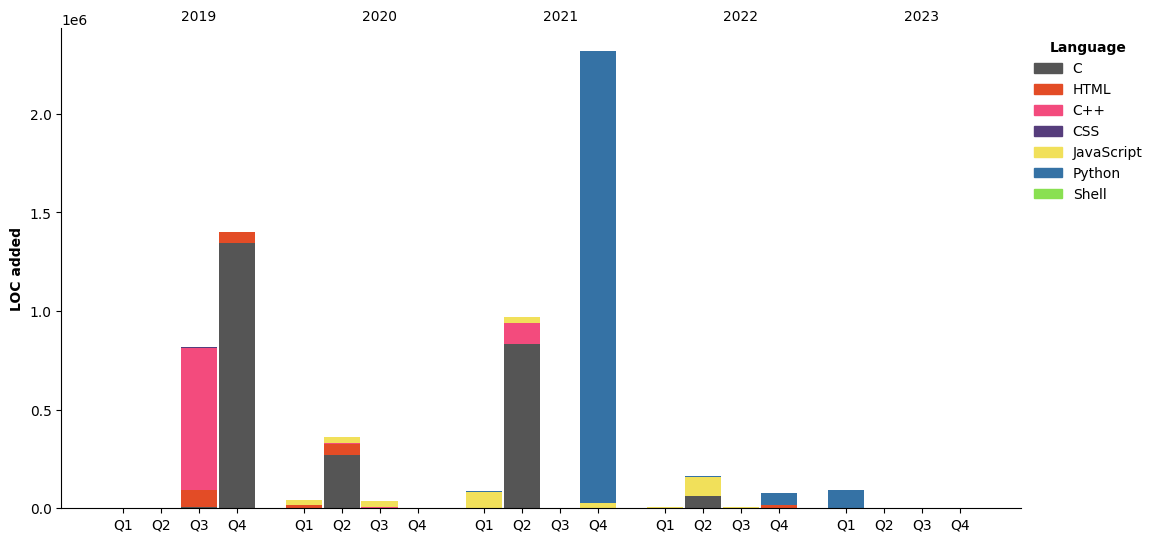 1e6
2019 2020 2021 2022 2023
Language
C
HTML
C++
CSS
JavaScript
Python
Shell
LOC added
2.0
1.5
1.0
0.5
0.0
Q1 Q2 Q3 Q4 Q1 Q2 Q3 Q4 Q1 Q2 Q3 Q4 Q1 Q2 Q3 Q4 Q1 Q2 Q3 Q4